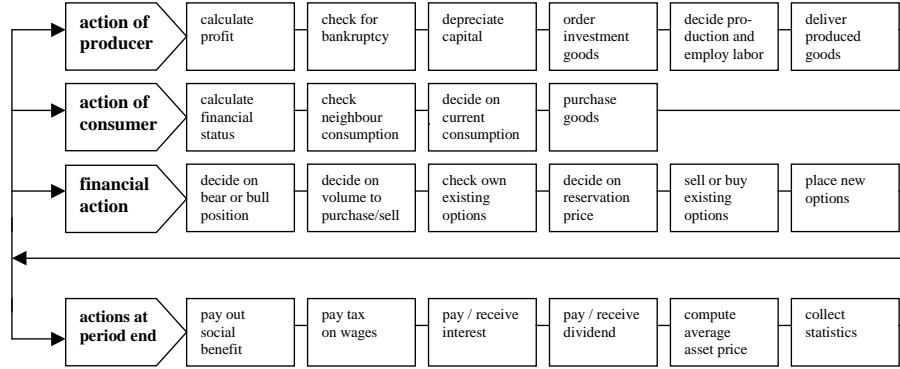 action of
producer
calculate
profit
check for
bankruptcy
depreciate
capital
order
investment
goods
decide pro-
duction and
employ labor
deliver
produced
goods
action of
consumer
calculate
financial
status
check
neighbour
consumption
decide on
current
consumption
purchase
goods
financial
action
decide on
bear or bull
position
decide on
volume to
purchase/sell
check own
existing
options
decide on
reservation
price
sell or buy
existing
options
place new
options
actions at
period end
pay out
social
benefit
pay tax
on wages
pay / receive
interest
pay / receive
dividend
compute
average
asset price
collect
statistics